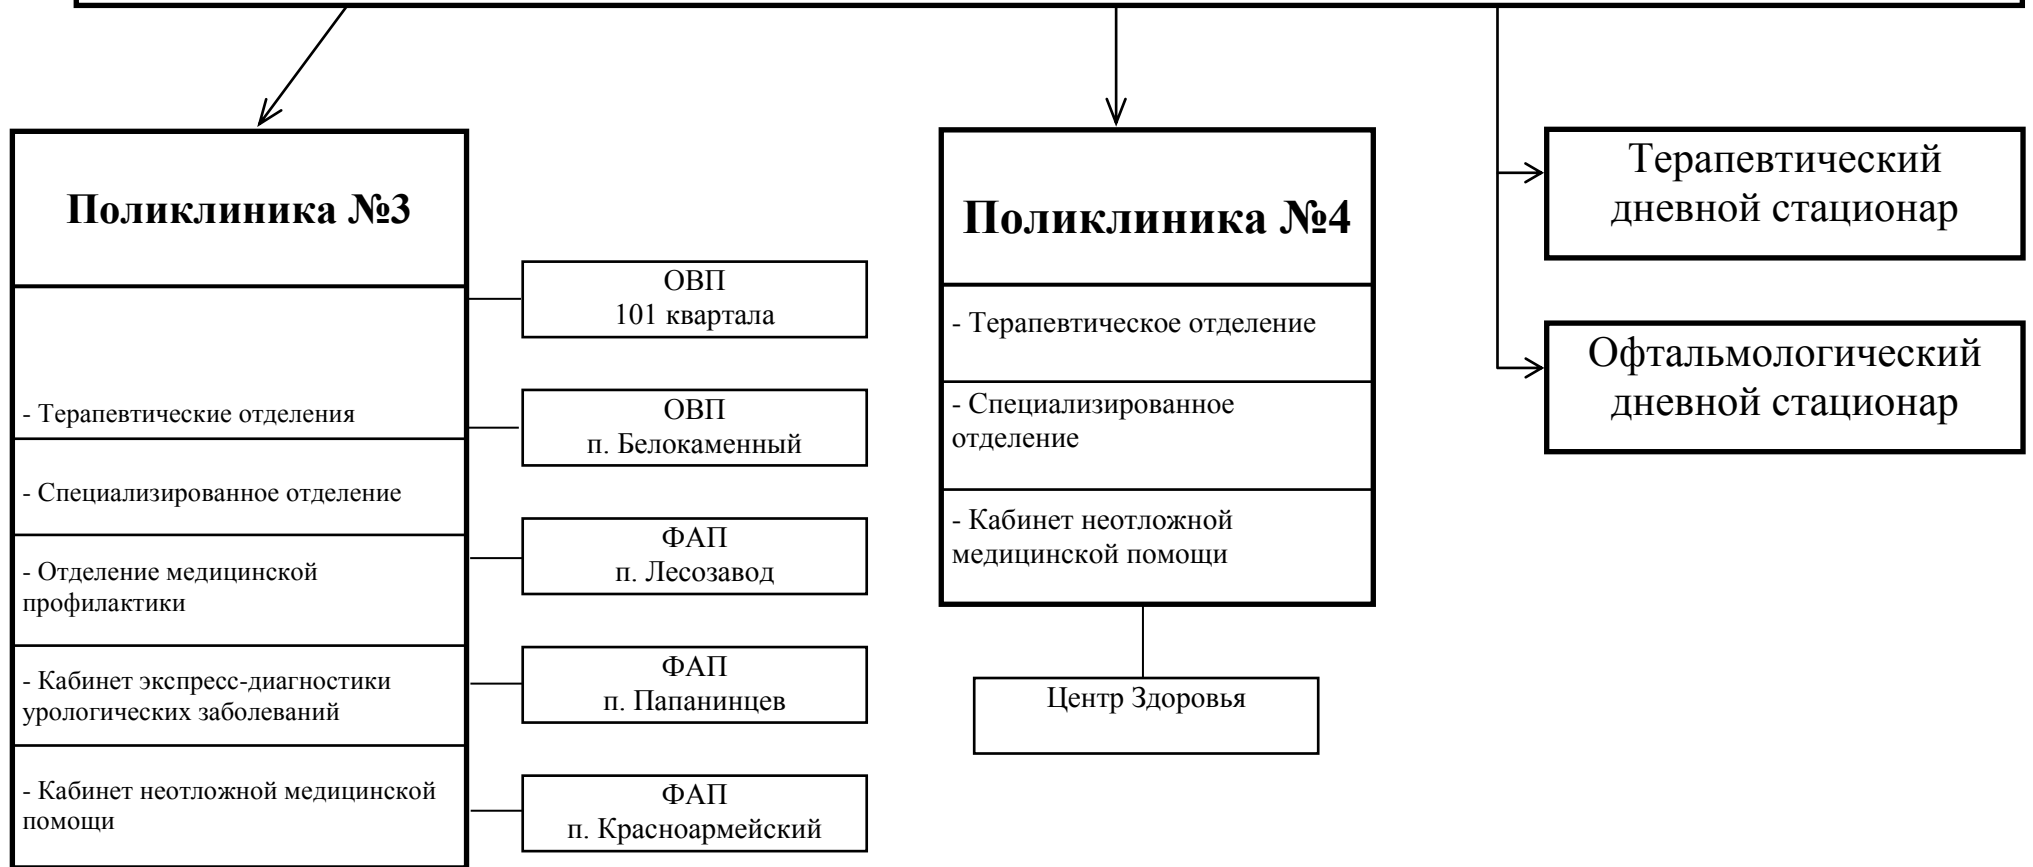 Поликлиника №3
- Терапевтические отделения
- Специализированное отделение
- Отделение медицинской
профилактики
- Кабинет экспресс-диагностики
урологических заболеваний
- Кабинет неотложной медицинской
помощи
ОВП
101 квартала
ОВП
п. Белокаменный
ФАП
п. Лесозавод
ФАП
п. Папанинцев
ФАП
п. Красноармейский
Поликлиника №4
- Терапевтическое отделение
- Специализированное
отделение
- Кабинет неотложной
медицинской помощи
Центр Здоровья
Терапевтический
дневной стационар
Офтальмологический
дневной стационар